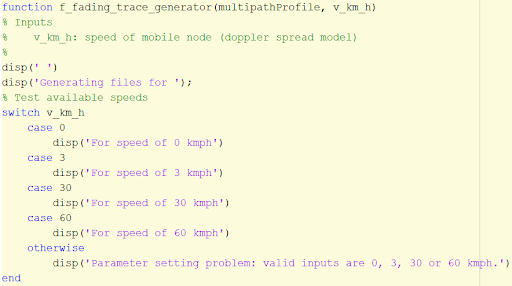 function f_fading_trace_generator(multipathProfile, v_km_h)
% Inputs
%    v_km_h: speed of mobile node (doppler spread model)
%
disp(' ')
disp('Generating files for ');
% Test available speeds
switch v_km_h
    case 0
        disp('For speed of 0 kmph')
    case 3
        disp('For speed of 3 kmph')
    case 30
        disp('For speed of 30 kmph')
    case 60
        disp('For speed of 60 kmph')
    otherwise
        disp('Parameter setting problem: valid inputs are 0, 3, 30 or 60 kmph.')
end